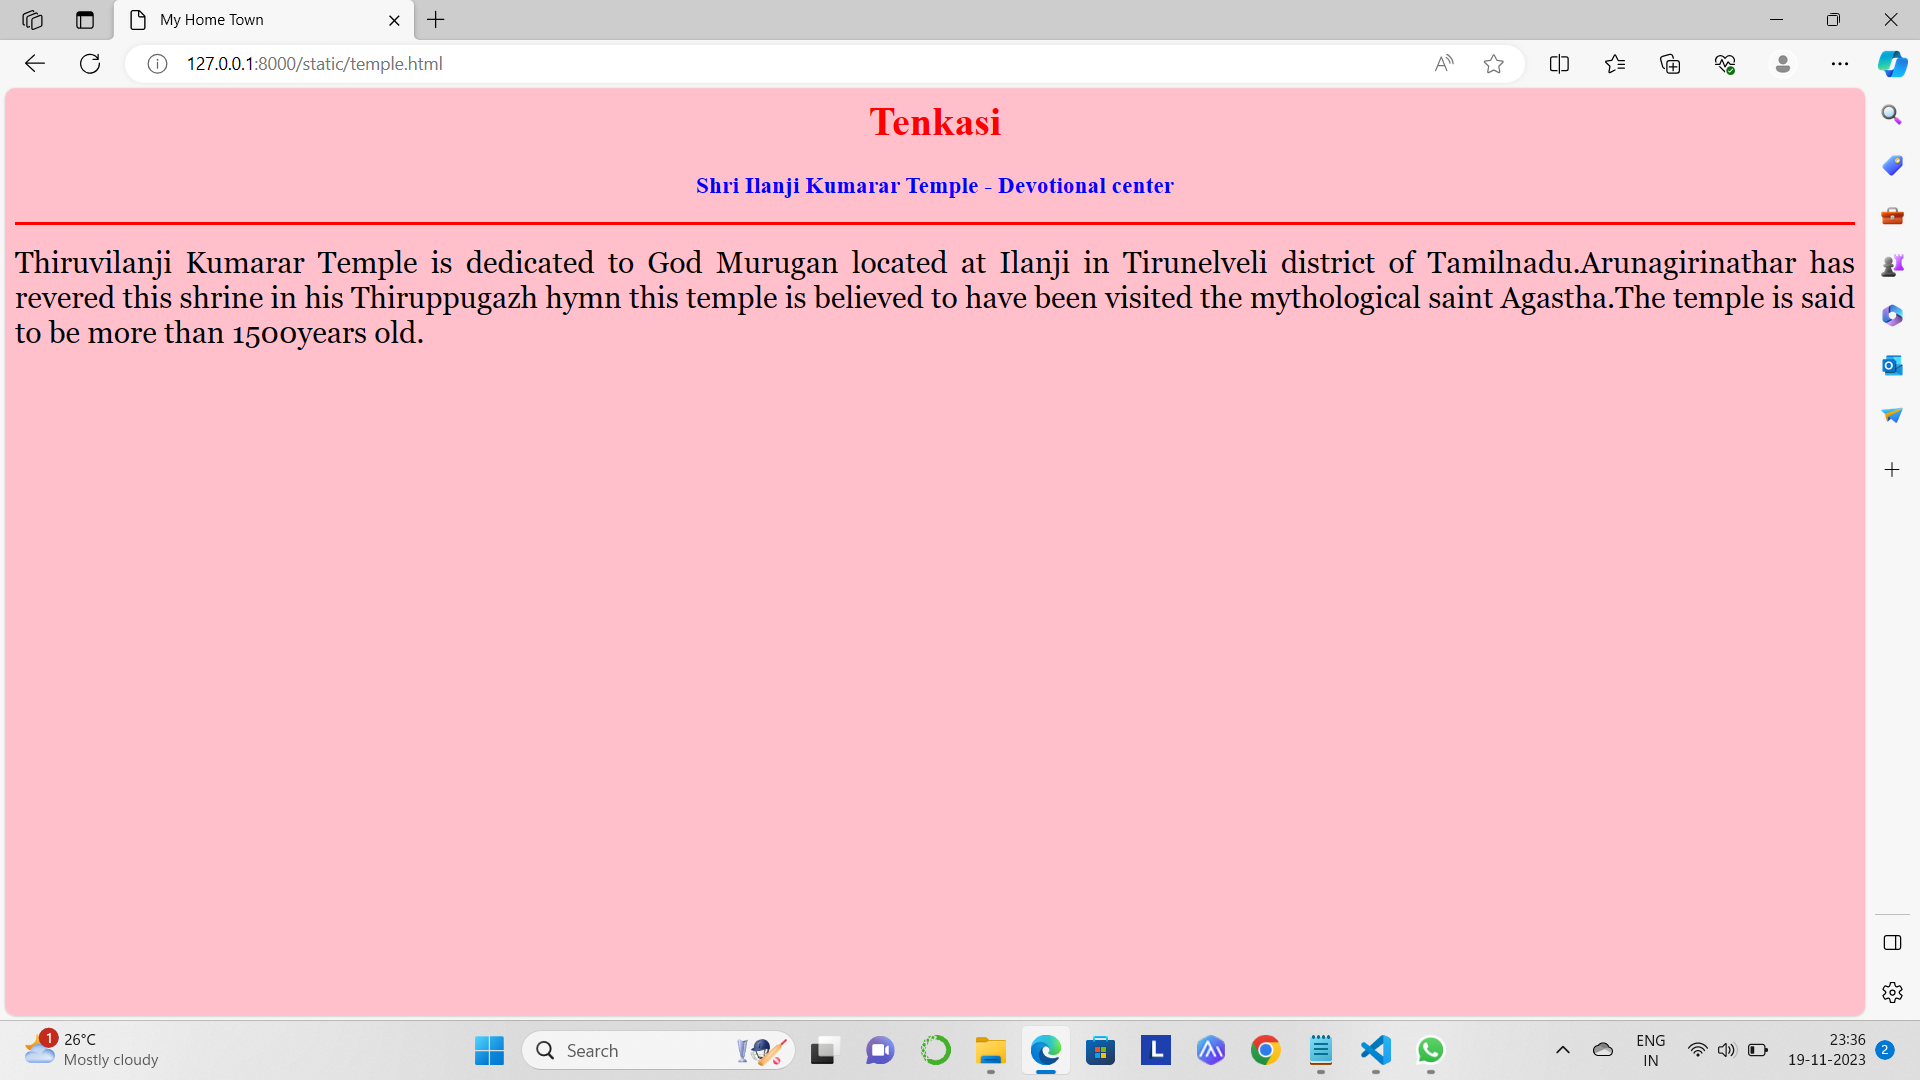 My Home Town
127.0.0.1:8000/static/temple.html
Tenkasi
Shri Ilanji Kumarar Temple - Devotional center
Thiruvilanji Kumarar Temple is dedicated to God Murugan located at Ilanji in Tirunelveli district of Tamilnadu.Arunagirinathar has
revered this shrine in his Thiruppugazh hymn this temple is believed to have been visited the mythological saint Agastha.The temple is said
to be more than 1500years old.
1
26°C
Mostly cloudy
Search
L
ENG
IN
23:36
19-11-2023
2